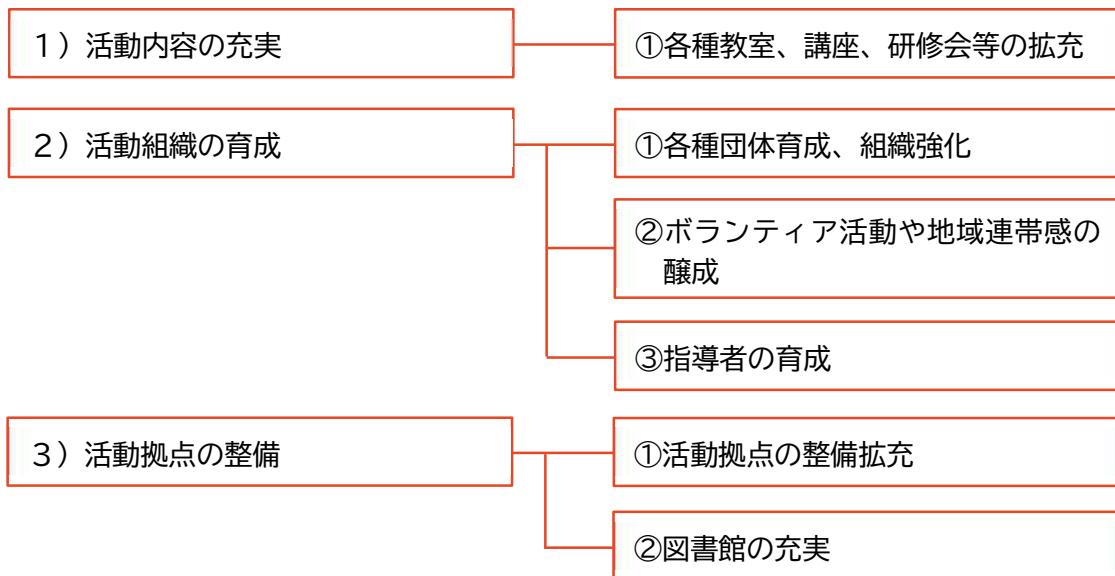 １）活動内容の充実
①各種教室、講座、研修会等の拡充
２）活動組織の育成
①各種団体育成、組織強化
②ボランティア活動や地域連帯感の
醸成
③指導者の育成
３）活動拠点の整備
①活動拠点の整備拡充
②図書館の充実